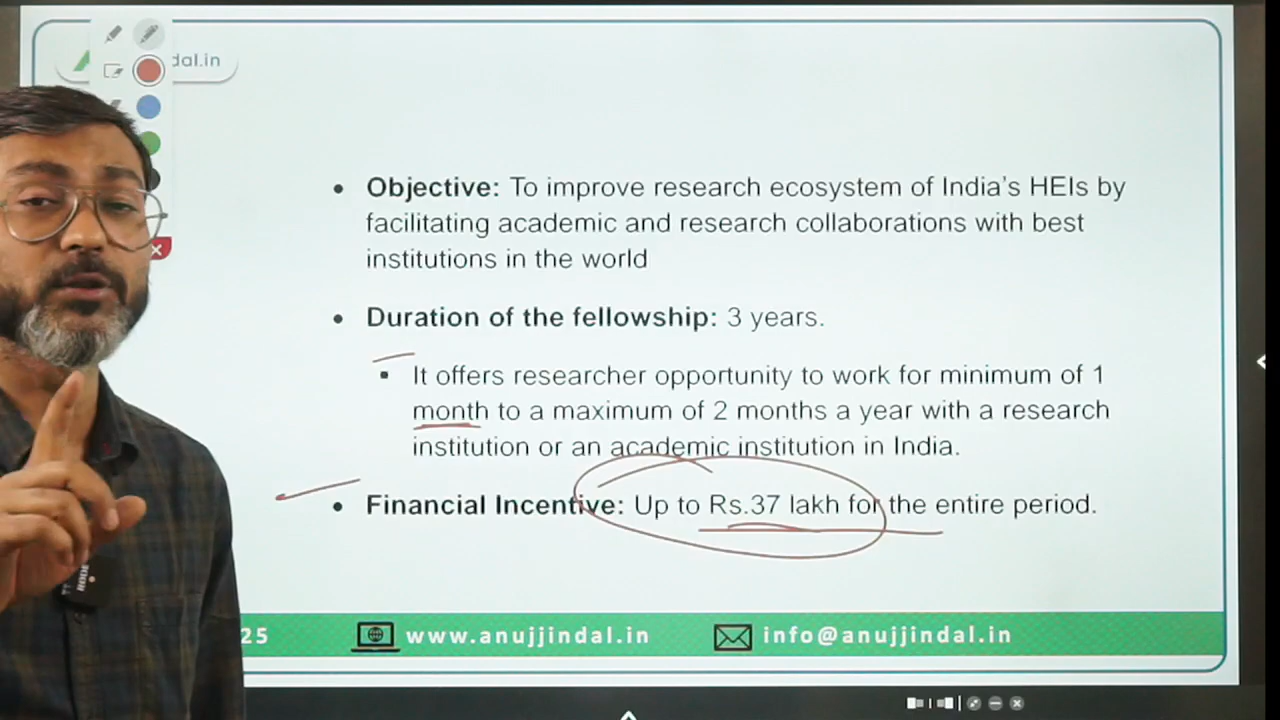 dal.in
• Objective: To improve research ecosystem of India's HEIs by
facilitating academic and research collaborations with best
institutions in the world
• Duration of the fellowship: 3 years.
▪ It offers researcher opportunity to work for minimum of 1
month to a maximum of 2 months a year with a research
institution or an academic institution in India.
• Financial Incentive: Up to Rs.37 lakh for the entire period.
25 www.anujjindal.in info@anujjindal.in